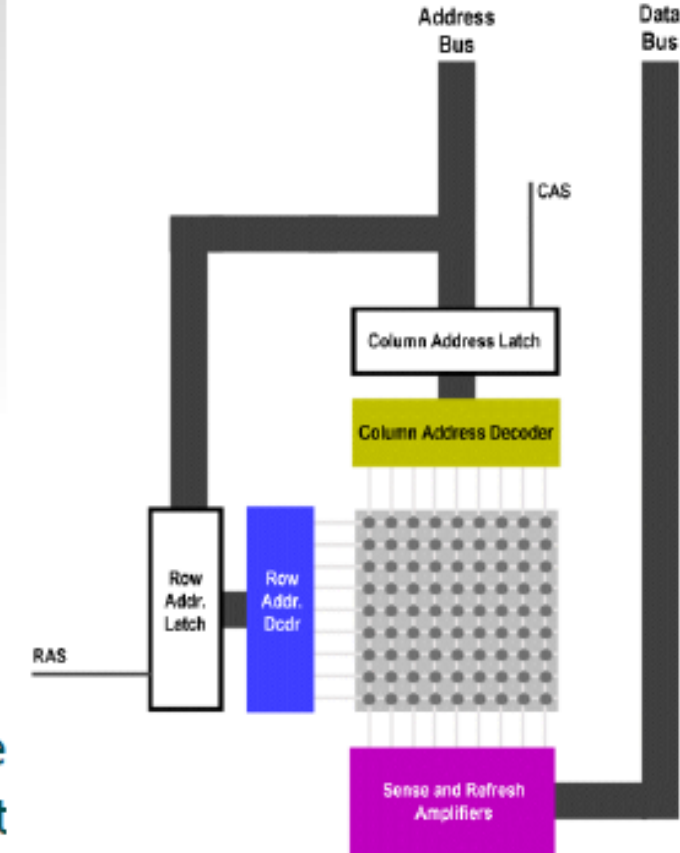 Address
Bus
Data
Bus
CAS
Column Address Latch
Column Address Decoder
Row
Addr.
Latch
Row
Addr.
Dcdr
RAS
e
t
Sense and Refresh
Amplifiers